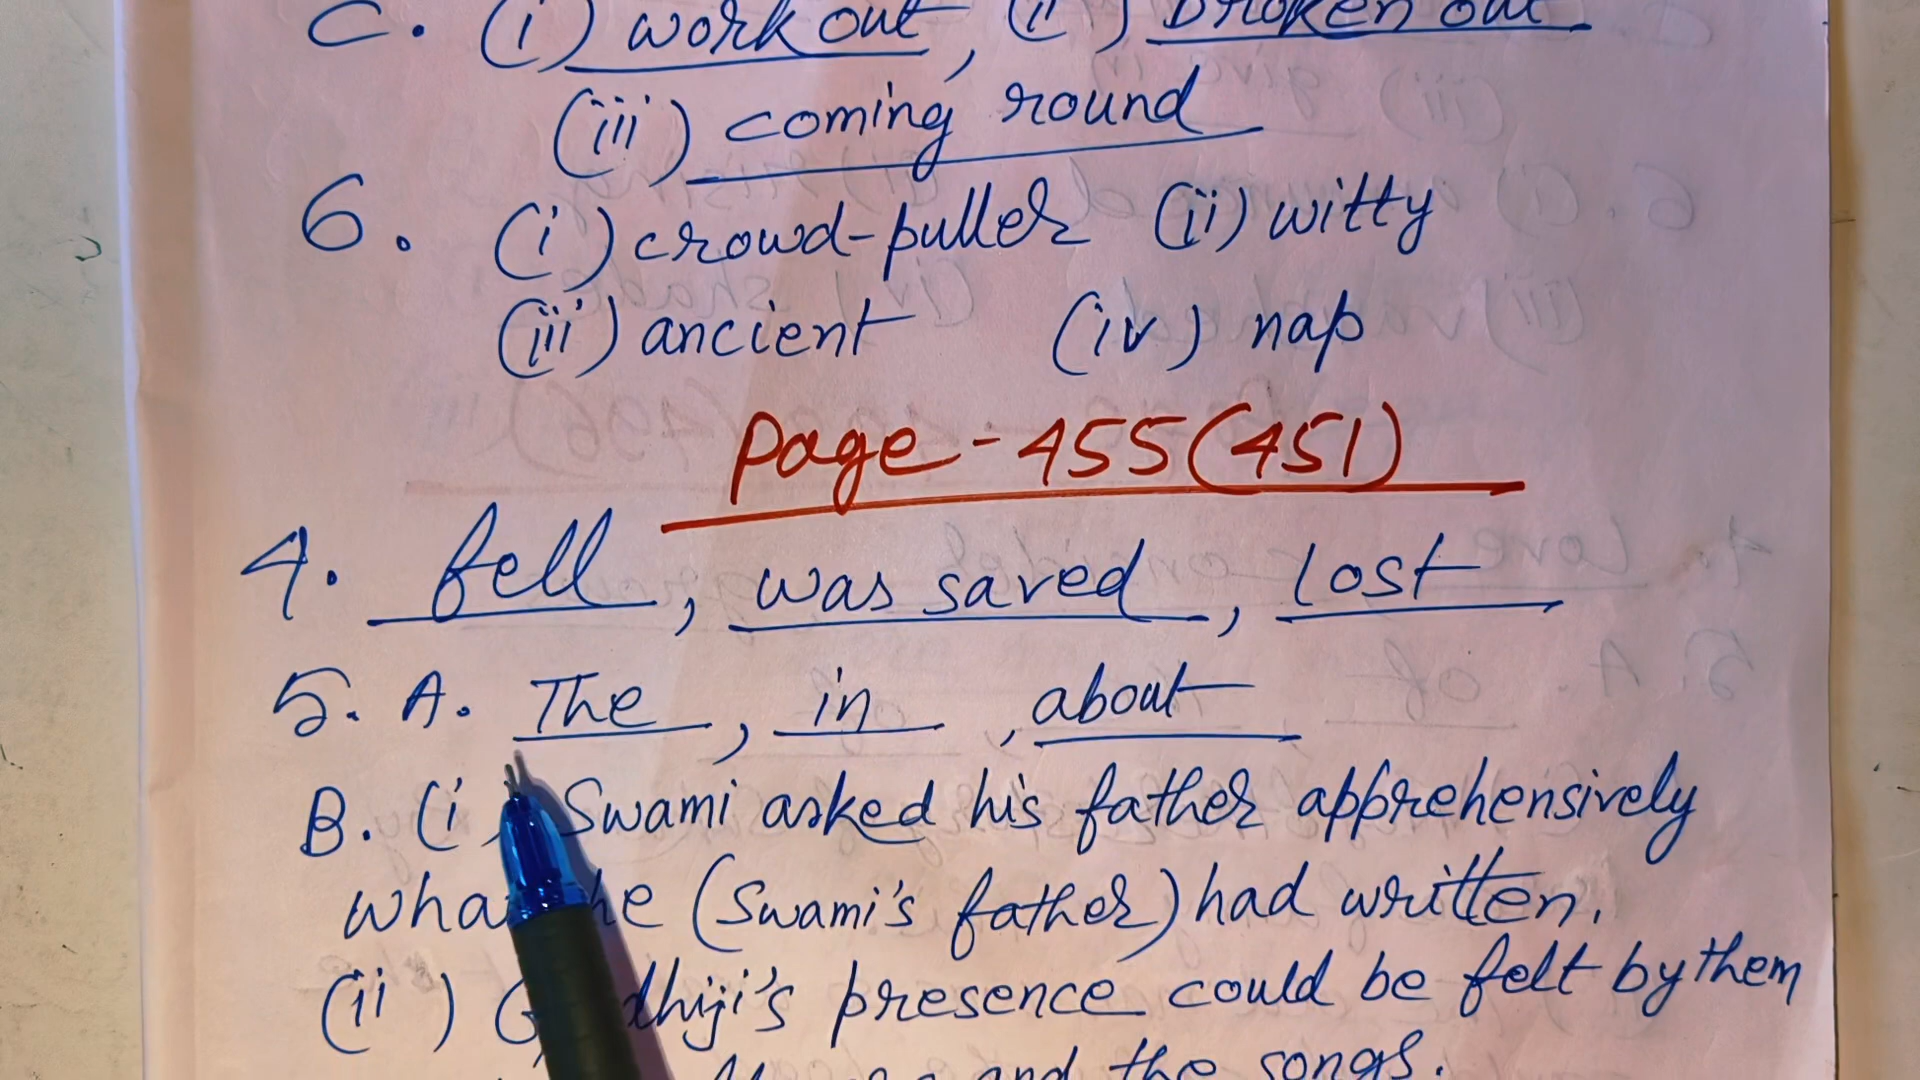 C. (i) work out, (ii) broken out.
(iii) coming round
6. (i) crowd-puller (ii) witty
(iii) ancient (iv) nap
Page - 455(451)
4. fell, was saved, lost
5. A. The, in, about
B. (i) Swami asked his father apprehensively
he (Swami's father) had written.
(ii) presence could be felt by them
and the songs.